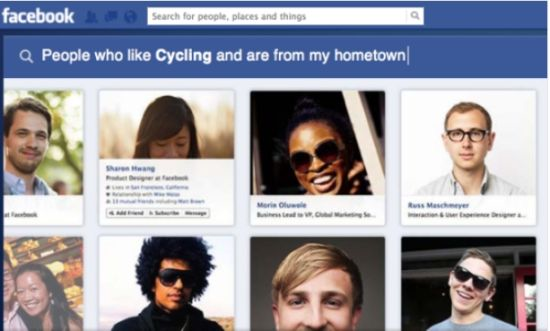 facebook
Search for people, places and things
People who like Cycling and are from my hometown
at Facebook
Sharon Hwang
Product Designer at Facebook
Lives in San Francisco, California
Relationship with Mike Matas
13 mutual friends including Matt Brown
Add Friend Subscribe Message
Morin Oluwole
Business Lead to VP, Global Marketing So...
Russ Maschmeyer
Interaction & User Experience Designer a...